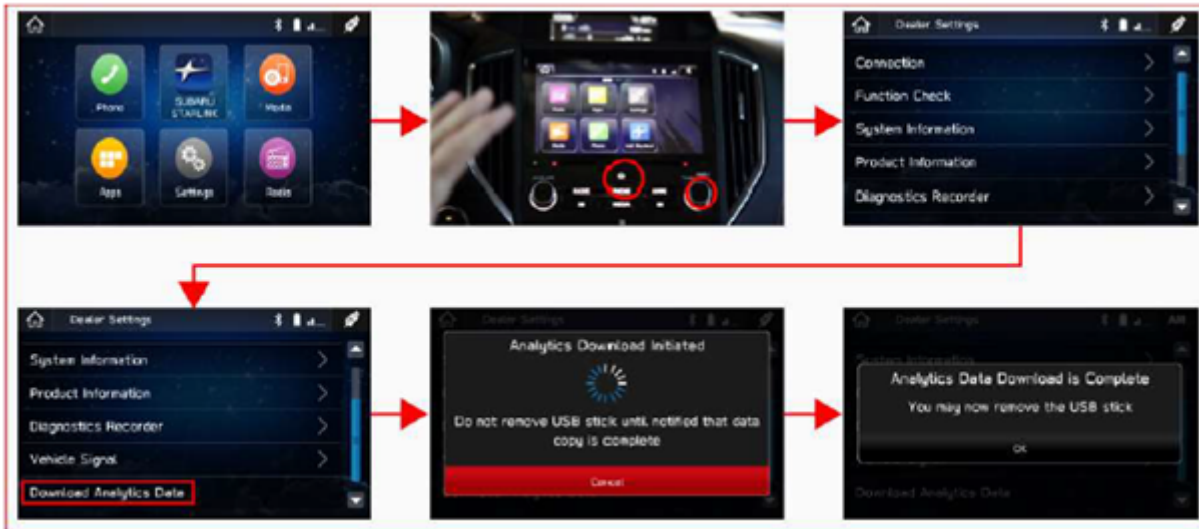 Phone
SUBARU
STARLINK
Media
Apps
Settings
Radio
Dealer Settings
Connection
Function Check
System Information
Product Information
Diagnostics Recorder
Dealer Settings
System Information
Product Information
Diagnostics Recorder
Vehicle Signal
Download Analytics Data
Dealer Settings
Analytics Download Initiated
Do not remove USB stick until notified that data
copy is complete
Cancel
Dealer Settings
AM
System Information
Analytics Data Download is Complete
You may now remove the USB stick
OK
Download Analytics Data